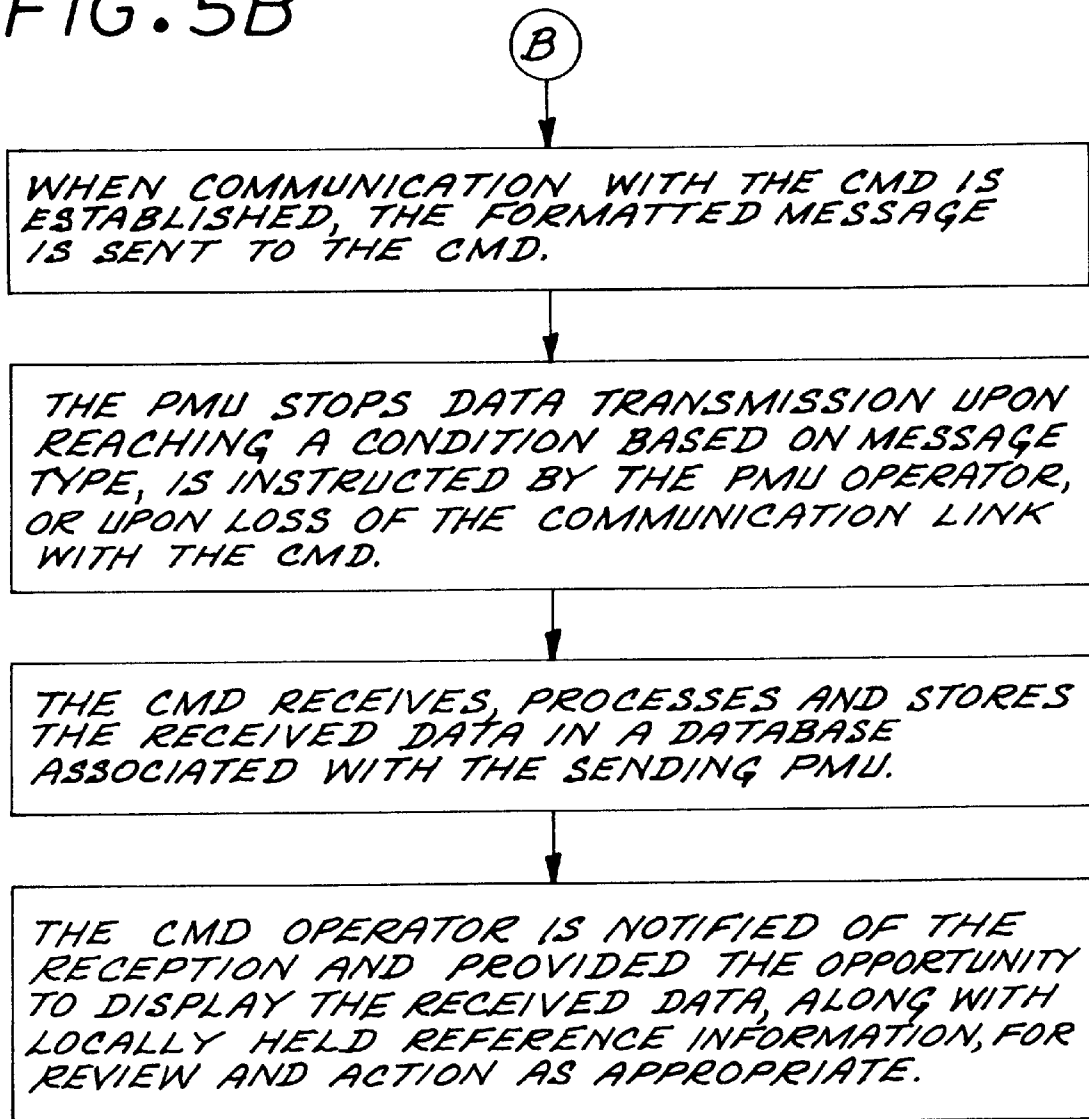 FIG. 5B
B
WHEN COMMUNICATION WITH THE CMD IS
ESTABLISHED, THE FORMATTED MESSAGE
IS SENT TO THE CMD.
THE PMU STOPS DATA TRANSMISSION UPON
REACHING A CONDITION BASED ON MESSAGE
TYPE, IS INSTRUCTED BY THE PMU OPERATOR,
OR UPON LOSS OF THE COMMUNICATION LINK
WITH THE CMD.
THE CMD RECEIVES, PROCESSES AND STORES
THE RECEIVED DATA IN A DATABASE
ASSOCIATED WITH THE SENDING PMU.
THE CMD OPERATOR IS NOTIFIED OF THE
RECEPTION AND PROVIDED THE OPPORTUNITY
TO DISPLAY THE RECEIVED DATA, ALONG WITH
LOCALLY HELD REFERENCE INFORMATION, FOR
REVIEW AND ACTION AS APPROPRIATE.